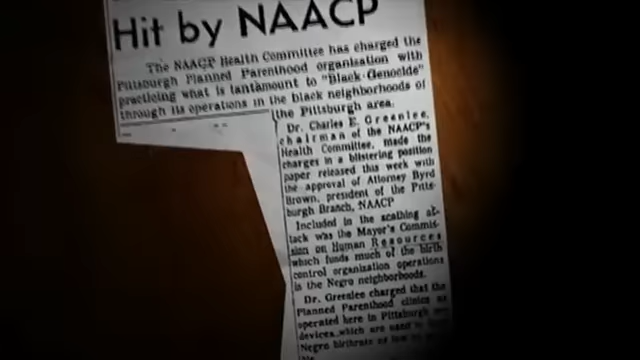 Hit by NAACP
The NAACP Health Committee has charged the
Pittsburgh Planned Parenthood organisation with
practicing what is tantamount to "Black Genocide"
through its operations in the black neighborhoods of
the Pittsburgh area.
Dr. Charles E. Greenlee,
chairman of the NAACP's
Health Committee, made the
charges in a blistering position
paper released this week with
the approval of Attorney Byrd
Brown, president of the Pitts-
burgh Branch, NAACP
Included in the scathing at-
tack was the Mayor's Commis-
sion on Human Resources
which funds much of the birth
control organization operations
in the Negro neighborhoods.
Dr. Greenlee charged that the
Planned Parenthood clinics as
operated here in Pittsburgh are
devices which are used to
Negro birthrate as low as